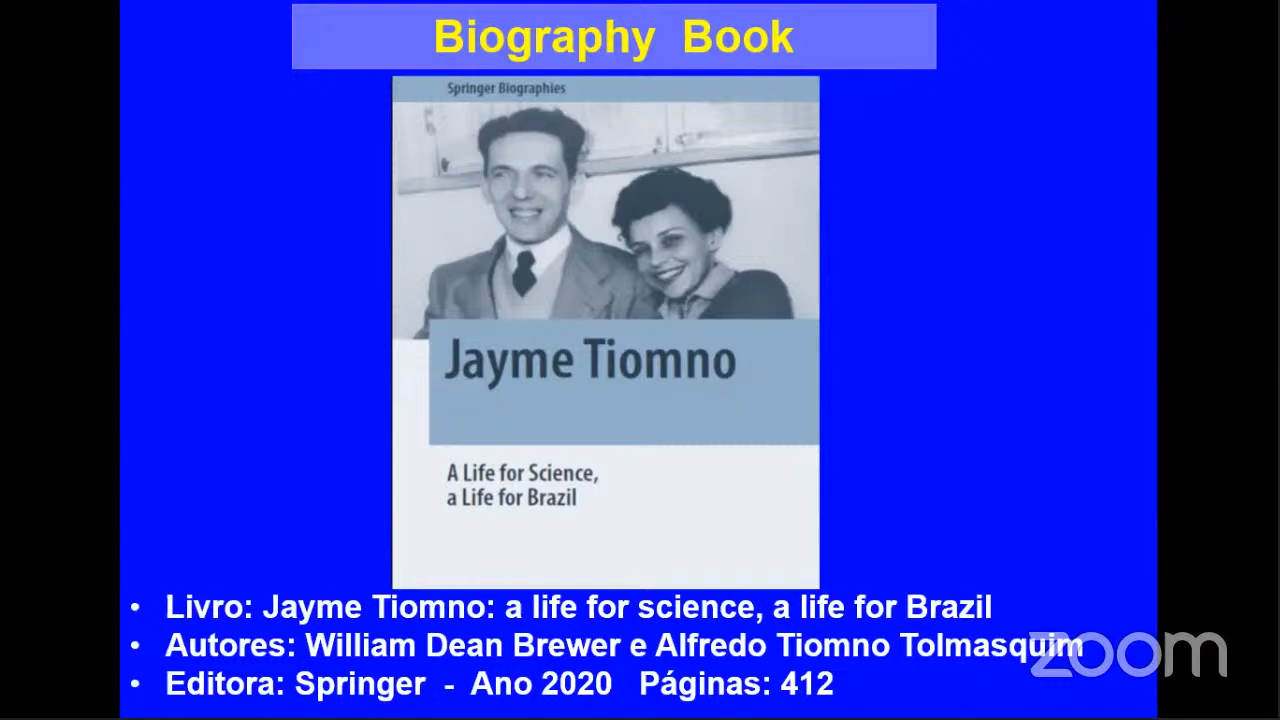 Biography Book
Springer Biographies
Jayme Tiomno
A Life for Science,
a Life for Brazil
• Livro: Jayme Tiomno: a life for science, a life for Brazil
• Autores: William Dean Brewer e Alfredo Tiomno Tolmasquim
• Editora: Springer - Ano 2020 Páginas: 412
zoom